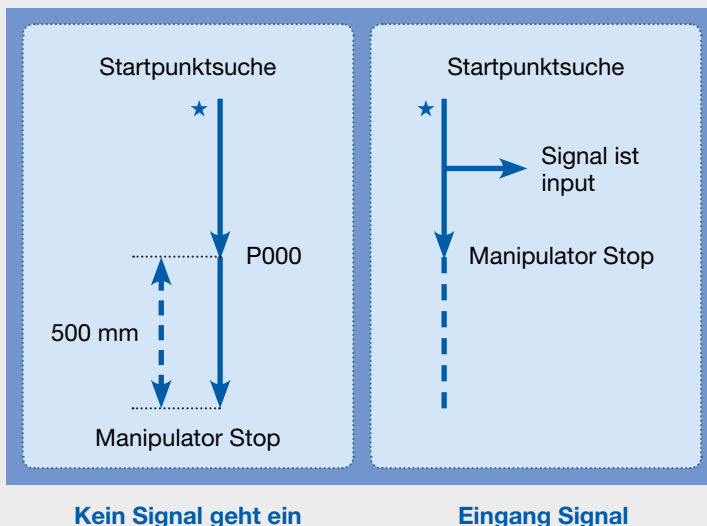 Startpunktsuche
P000
500 mm
Manipulator Stop
Kein Signal geht ein
Startpunktsuche
Signal ist
input
Manipulator Stop
Eingang Signal